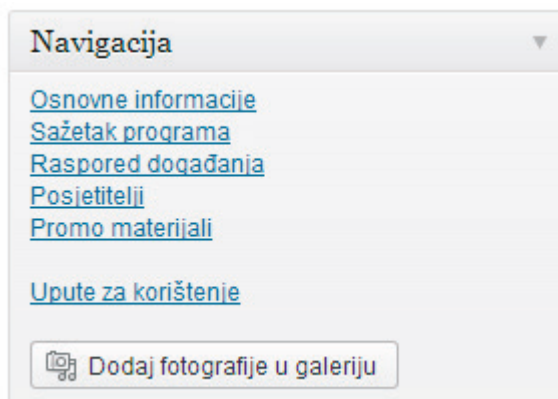 Navigacija
Osnovne informacije
Sažetak programa
Raspored događanja
Posjetitelji
Promo materijali
Upute za korištenje
Dodaj fotografije u galeriju